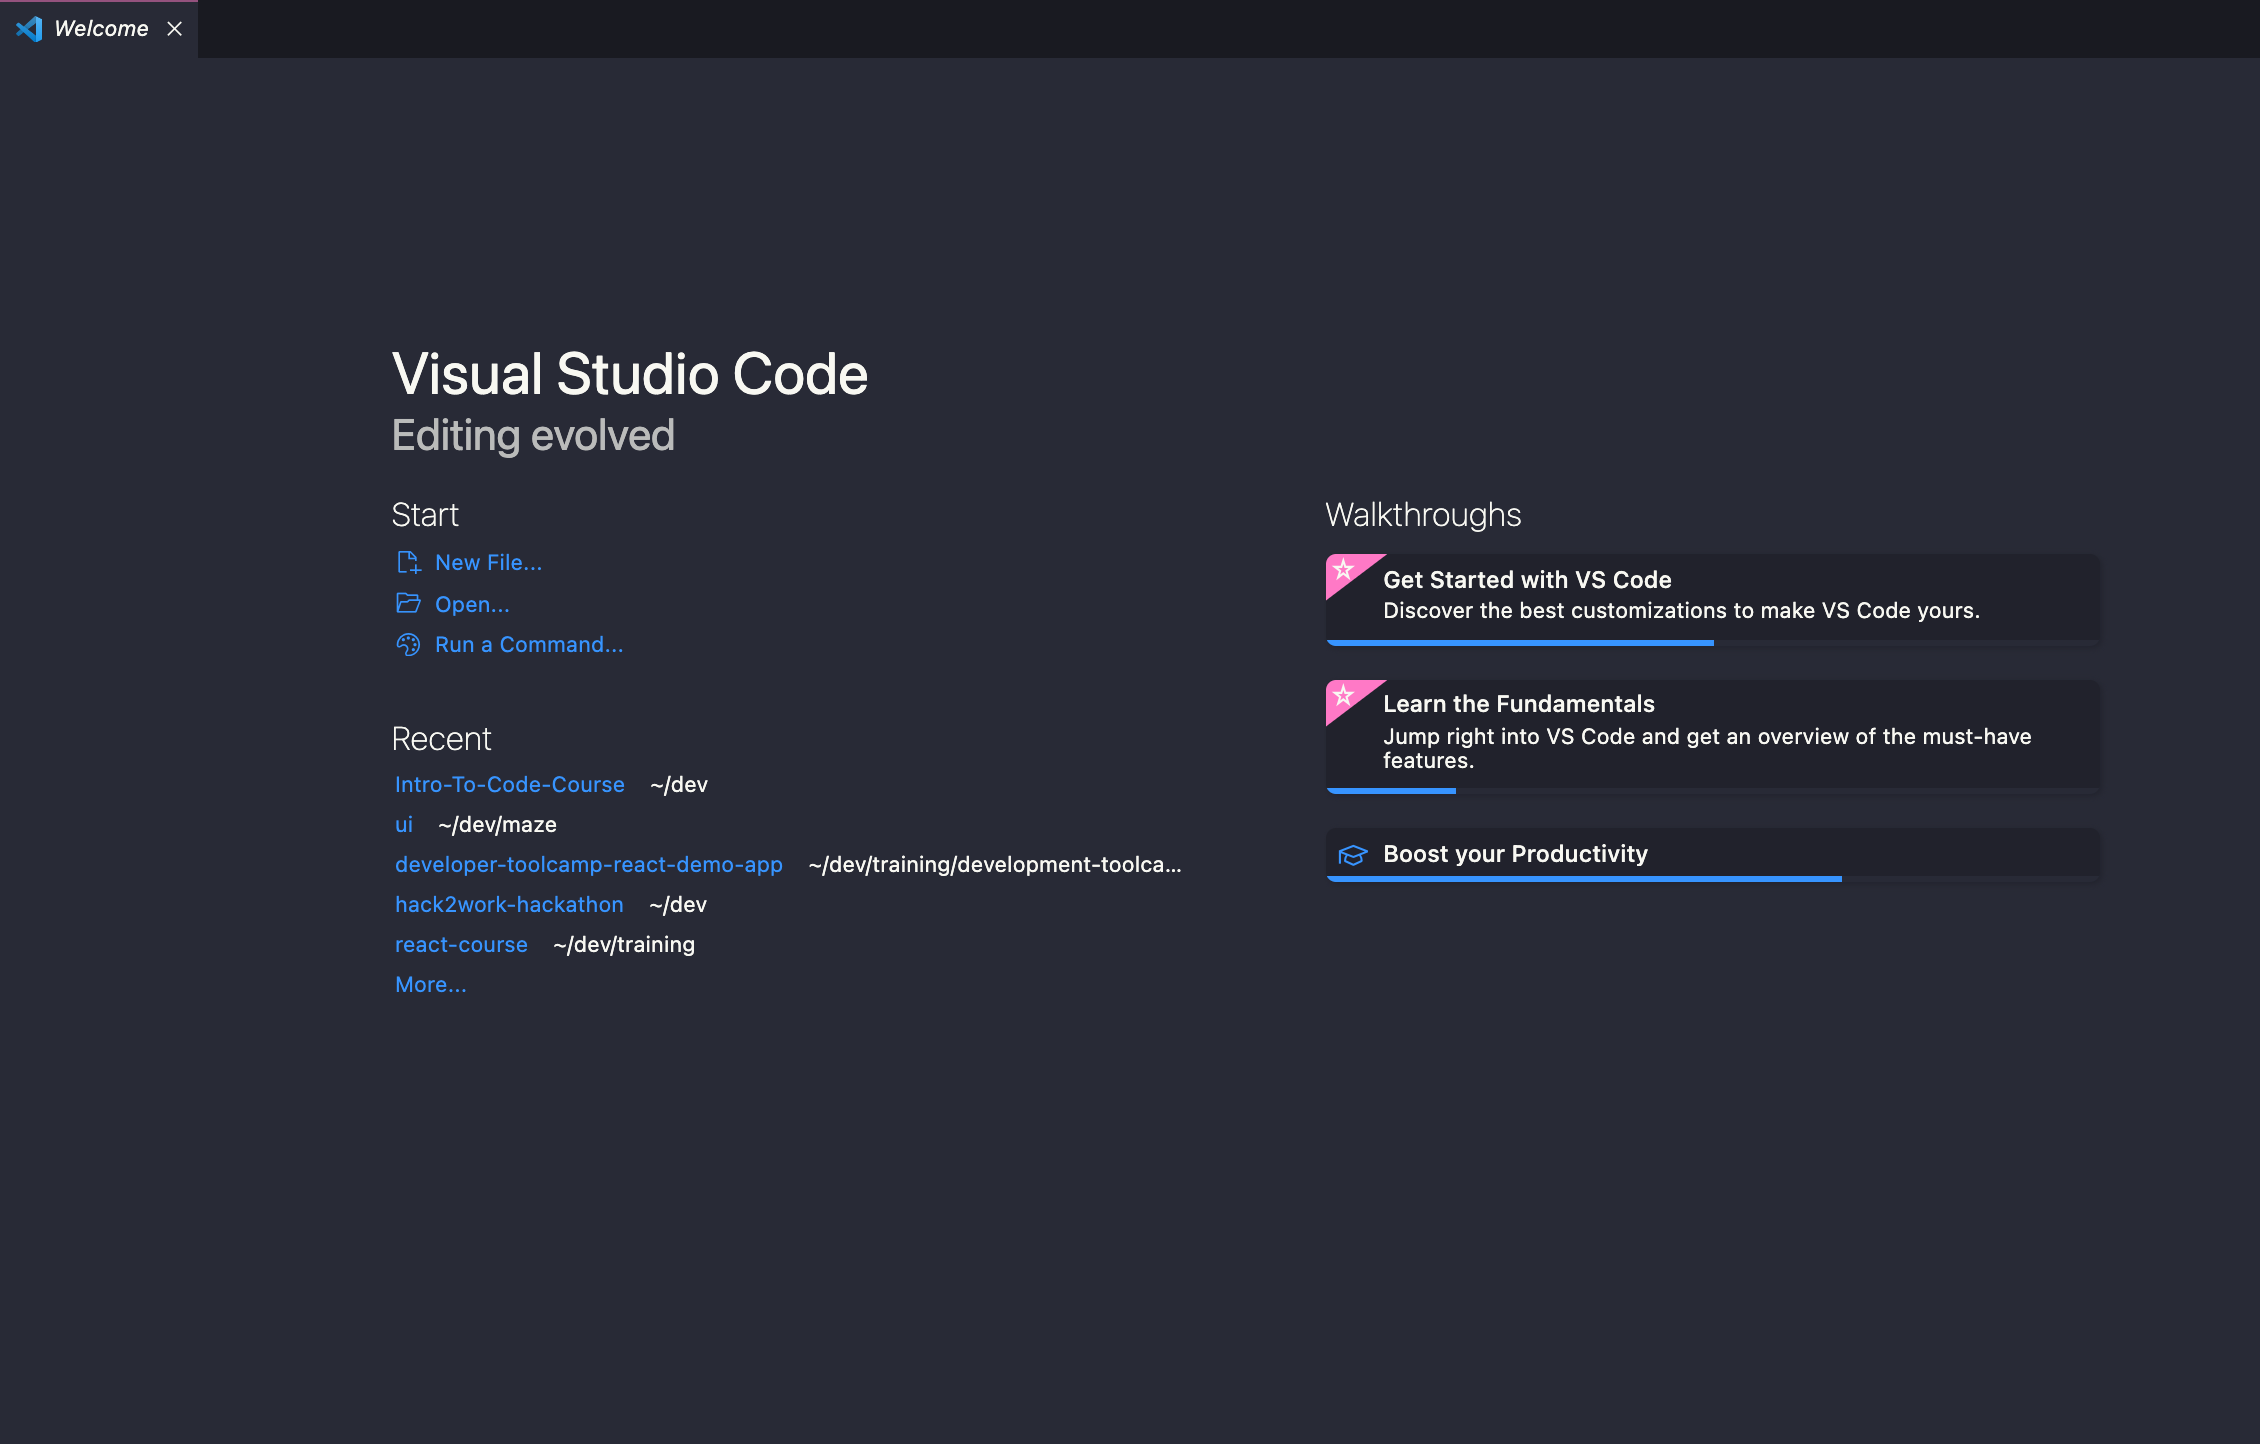 Welcome
Visual Studio Code
Editing evolved
Start
New File...
Open...
Run a Command...
Recent
Intro-To-Code-Course ~/dev
ui ~/dev/maze
developer-toolcamp-react-demo-app ~/dev/training/development-toolca...
hack2work-hackathon ~/dev
react-course ~/dev/training
More...
Walkthroughs
Get Started with VS Code
Discover the best customizations to make VS Code yours.
Learn the Fundamentals
Jump right into VS Code and get an overview of the must-have
features.
Boost your Productivity